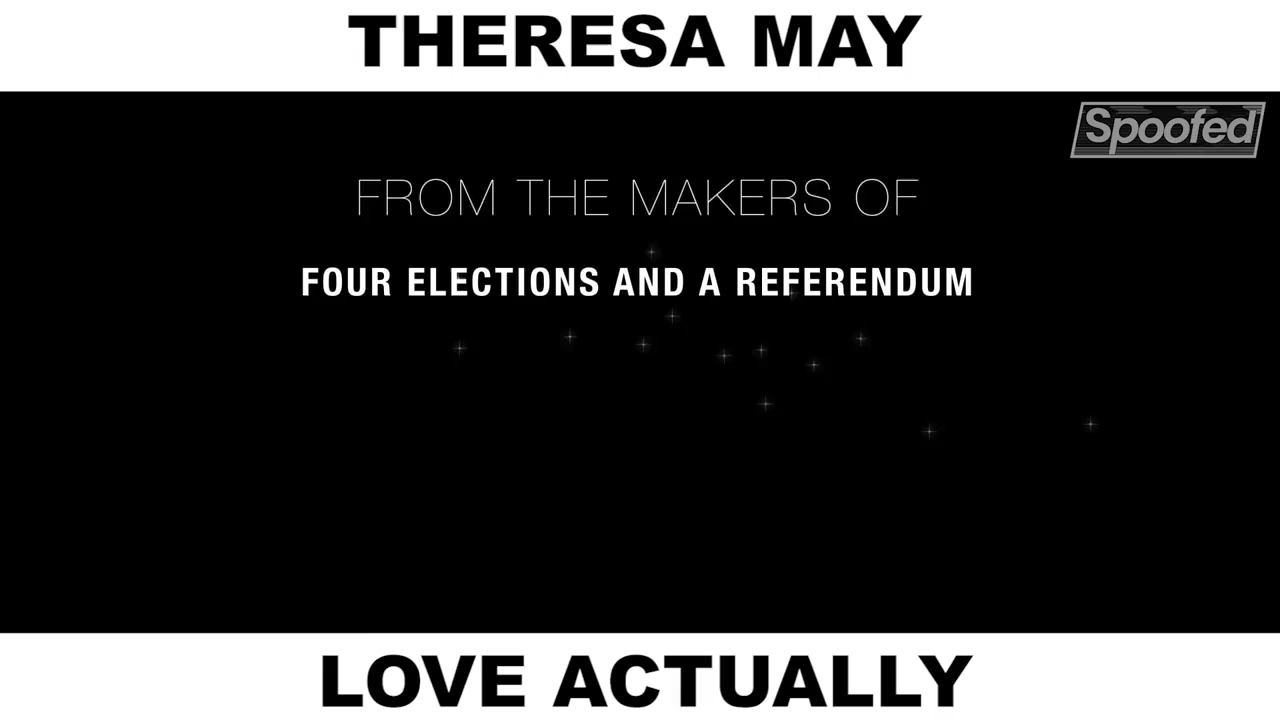 THERESA MAY
Spoofed
FROM THE MAKERS OF
FOUR ELECTIONS AND A REFERENDUM
LOVE ACTUALLY